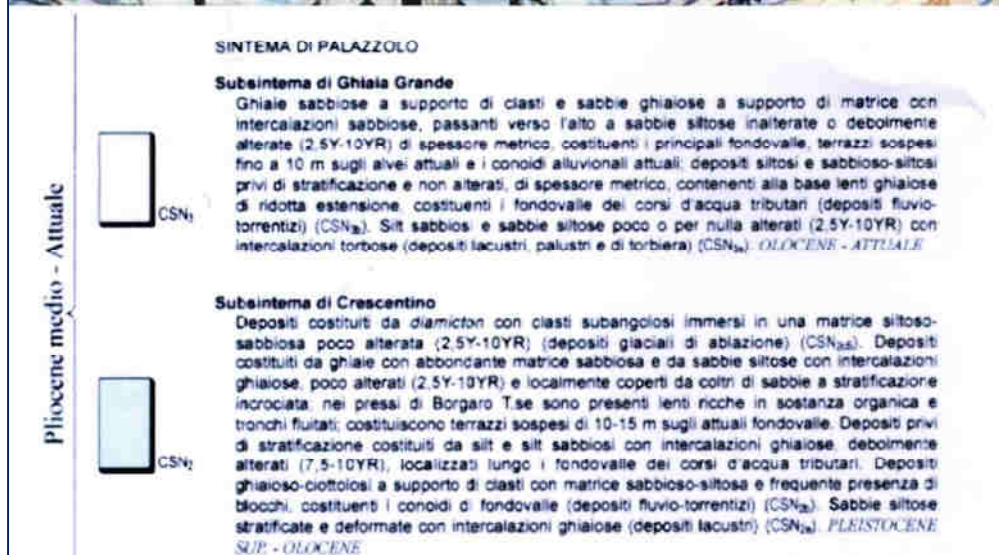 SINTEMA DI PALAZZOLO
Subsintema di Ghiaia Grande
Ghiaie sabbiose a supporto di clasti e sabbie ghiaiose a supporto di matrice con
intercalazioni sabbiose, passanti verso l'alto a sabbie siltose inalterate o debolmente
alterate (2,5Y-10YR) di spessore metrico, costituenti i principali fondovalle, terrazzi sospesi
fino a 10 m sugli alvei attuali e i conoidi alluvionali attuali; depositi siltosi e sabbioso-siltosi
privi di stratificazione e non alterati, di spessore metrico, contenenti alla base lenti ghiaiose
di ridotta estensione, costituenti i fondovalle dei corsi d'acqua tributari (depositi fluvio-
torrentizi) (CSN₃ᵦ). Silt sabbiosi e sabbie siltose poco o per nulla alterati (2,5Y-10YR) con
intercalazioni torbose (depositi lacustri, palustri e di torbiera) (CSN₃ₐ). OLOCENE - ATTUALE
CSN₃
Subsintema di Crescentino
Depositi costituiti da diamicton con clasti subangolosi immersi in una matrice siltoso-
sabbiosa poco alterata (2,5Y-10YR) (depositi glaciali di ablazione) Depositi
costituiti da ghiaie con abbondante matrice sabbiosa e da sabbie siltose con intercalazioni
ghiaiose, poco alterati (2,5Y-10YR) e localmente coperti da coltri di sabbie a stratificazione
incrociata; nei pressi di Borgaro T.se sono presenti lenti ricche in sostanza organica e
tronchi fluitati; costituiscono terrazzi sospesi di 10-15 m sugli attuali fondovalle. Depositi privi
di stratificazione costituiti da silt e silt sabbiosi con intercalazioni ghiaiose, debolmente
alterati (7,5-10YR), localizzati lungo i fondovalle dei corsi d'acqua tributari. Depositi
ghiaioso-ciottolosi a supporto di clasti con matrice sabbioso-siltosa e frequente presenza di
blocchi, costituenti i conoidi di fondovalle (depositi fluvio-torrentizi) (CSN₂ᵦ). Sabbie siltose
stratificate e deformate con intercalazioni ghiaiose (depositi lacustri) (CSN₂ₐ). PLEISTOCENE
SUP. - OLOCENE
CSN₂
Pliocene medio - Attuale